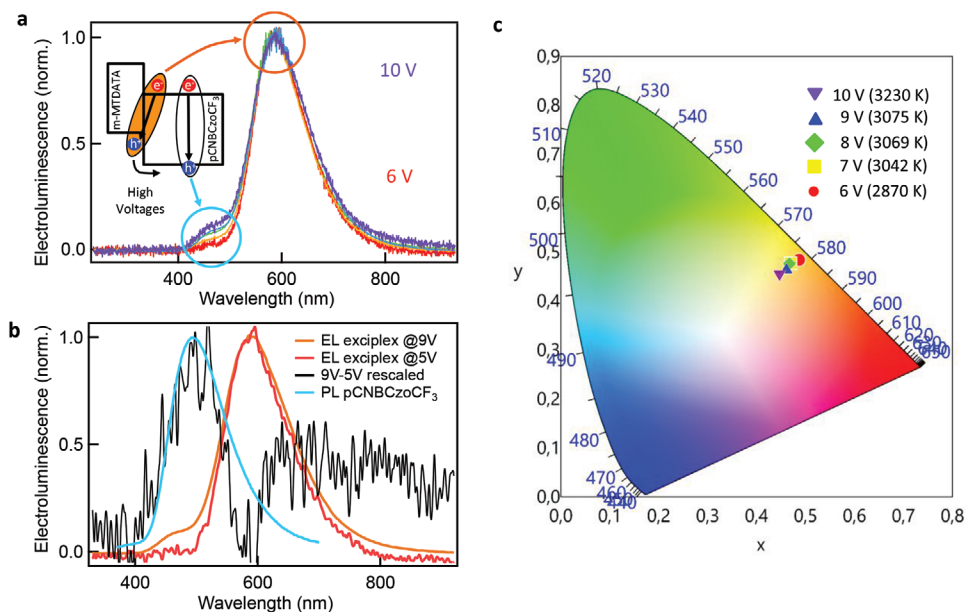 a
Electroluminescence (norm.)
1.0
0.5
0.0
10 V
6 V
m-MTDATA
pCNBCzoCF3
e-
e-
h+
h+
High
Voltages
400
600
800
Wavelength (nm)
b
Electroluminescence (norm.)
1.0
0.5
0.0
EL exciplex @9V
EL exciplex @5V
9V-5V rescaled
PL pCNBCzoCF3
400
600
800
Wavelength (nm)
c
0,9
0,8
0,7
0,6
0,5
0,4
0,3
0,2
0,1
0,0
y
0,0
0,1
0,2
0,3
0,4
0,5
0,6
0,7
0,8
x
520
530
540
550
560
570
580
590
600
610
620
510
500
490
480
470
460
10 V (3230 K)
9 V (3075 K)
8 V (3069 K)
7 V (3042 K)
6 V (2870 K)